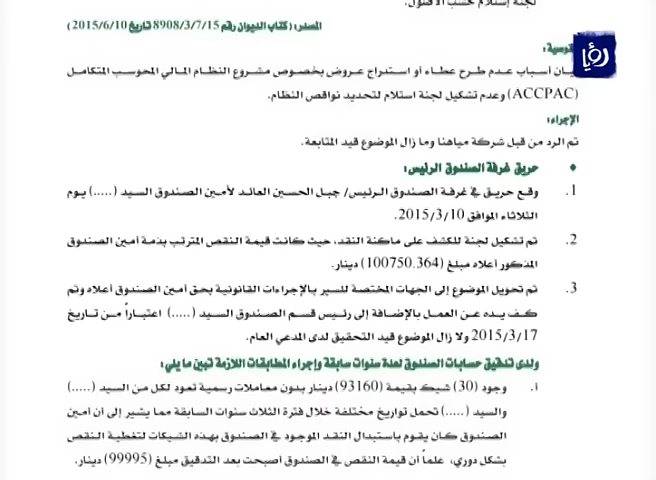 لجنة إستلام حسب الأصول.
المصدر: (كتاب الديوان رقم 8908/3/7/15 تاريخ 2015/6/10)
رؤيا
بيان أسباب عدم طرح عطاء أو استدراج عروض بخصوص مشروع النظام المالي المحوسب المتكامل
(ACCPAC) وعدم تشكيل لجنة استلام لتحديد نواقص النظام.
الإجراء:
تم الرد من قبل شركة مياهنا وما زال الموضوع قيد المتابعة.
♦ حريق غرفة الصندوق الرئيس:
1. وقع حريق في غرفة الصندوق الرئيس/ جبل الحسين العائد لأمين الصندوق السيد (.....) يوم
الثلاثاء الموافق 2015/3/10.
2. تم تشكيل لجنة للكشف على ماكنة النقد، حيث كانت قيمة النقص المترتب بذمة أمين الصندوق
المذكور أعلاه مبلغ (100750.364) دينار.
3. تم تحويل الموضوع إلى الجهات المختصة للسير بالإجراءات القانونية بحق أمين الصندوق أعلاه وتم
كف يده عن العمل بالإضافة إلى رئيس قسم الصندوق السيد (.....) اعتباراً من تاريخ
2015/3/17 ولا زال الموضوع قيد التحقيق لدى المدعي العام.
ولدى تدقيق حسابات الصندوق لعدة سنوات سابقة وإجراء المطابقات اللازمة تبين ما يلي:
أ. وجود (30) شيك بقيمة (93160) دينار بدون معاملات رسمية تعود لكل من السيد (.....)
والسيد (.....) تحمل تواريخ مختلفة خلال فترة الثلاث سنوات السابقة مما يشير إلى أن أمين
الصندوق كان يقوم باستبدال النقد الموجود في الصندوق بهذه الشيكات لتغطية النقص
بشكل دوري، علماً أن قيمة النقص في الصندوق أصبحت بعد التدقيق مبلغ (99995) دينار.